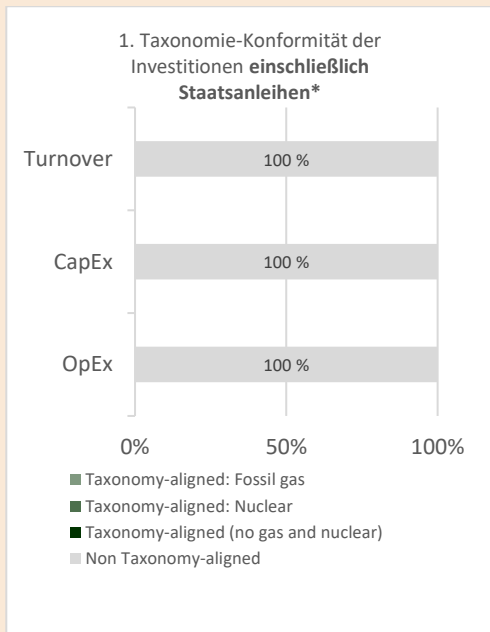 1. Taxonomie-Konformität der
Investitionen einschließlich
Staatsanleihen*
Turnover
100 %
CapEx
100 %
OpEx
100 %
0%
50%
100%
Taxonomy-aligned: Fossil gas
Taxonomy-aligned: Nuclear
Taxonomy-aligned (no gas and nuclear)
Non Taxonomy-aligned